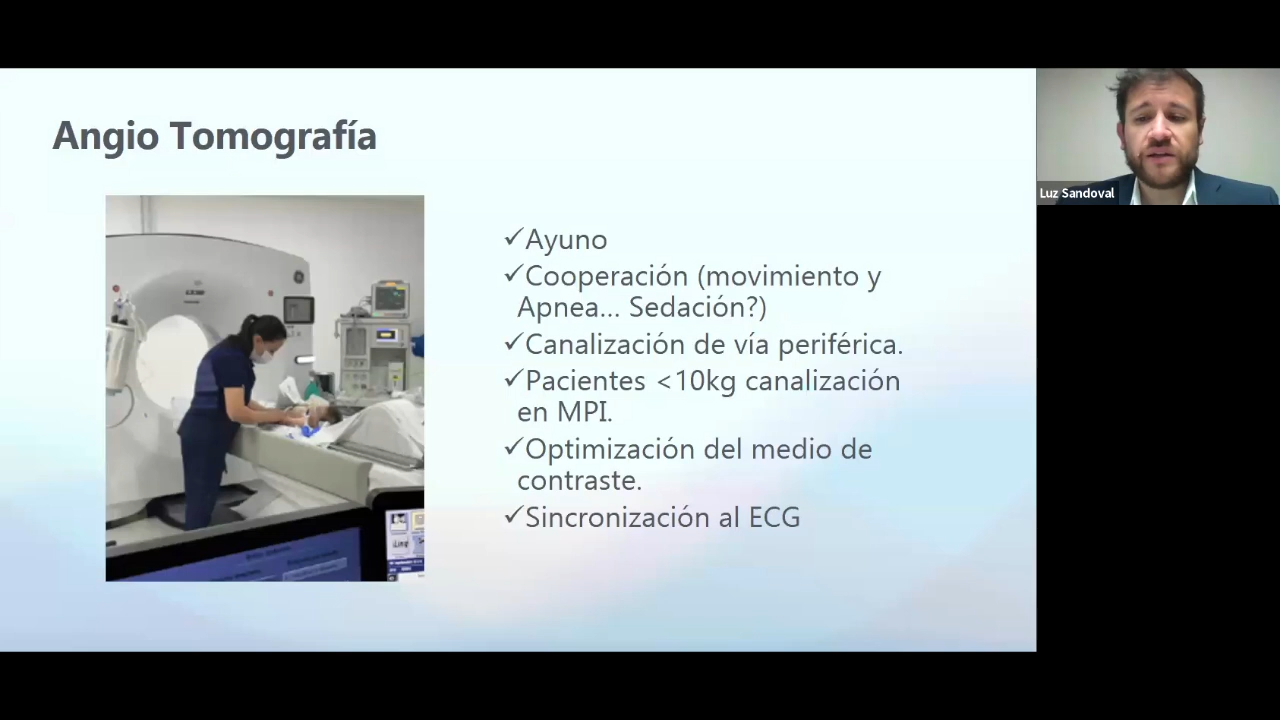 Angio Tomografía
Luz Sandoval
✓Ayuno
✓Cooperación (movimiento y
Apnea... Sedación?)
✓Canalización de vía periférica.
✓Pacientes <10kg canalización
en MPI.
✓Optimización del medio de
contraste.
✓Sincronización al ECG